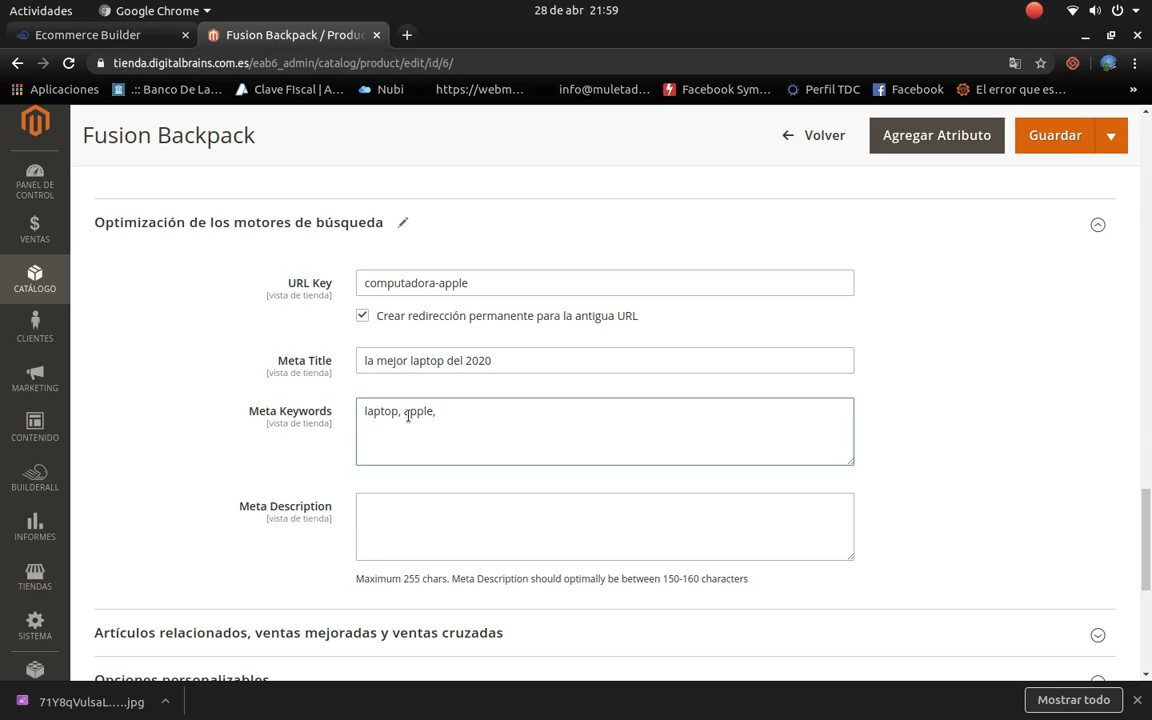 Actividades
Google Chrome
28 de abr 21:59
Ecommerce Builder
Fusion Backpack / Produc
tienda.digitalbrains.com.es/eab6_admin/catalog/product/edit/id/6/
Aplicaciones
.:: Banco De La...
Clave FIscal | A...
Nubi
https://webm...
info@muletad...
Facebook Sym...
Perfil TDC
Facebook
El error que es...
»
Fusion Backpack
Volver
Agregar Atributo
Guardar
PANEL DE
CONTROL
VENTAS
CATÁLOGO
CLIENTES
MARKETING
CONTENIDO
BUILDERALL
INFORMES
TIENDAS
SISTEMA
Optimización de los motores de búsqueda
URL Key
[vista de tienda]
computadora-apple
Crear redirección permanente para la antigua URL
Meta Title
[vista de tienda]
la mejor laptop del 2020
Meta Keywords
[vista de tienda]
laptop, apple,
Meta Description
[vista de tienda]
Maximum 255 chars. Meta Description should optimally be between 150-160 characters
Artículos relacionados, ventas mejoradas y ventas cruzadas
Opciones personalizables
71Y8qVulsaL.....jpg
Mostrar todo